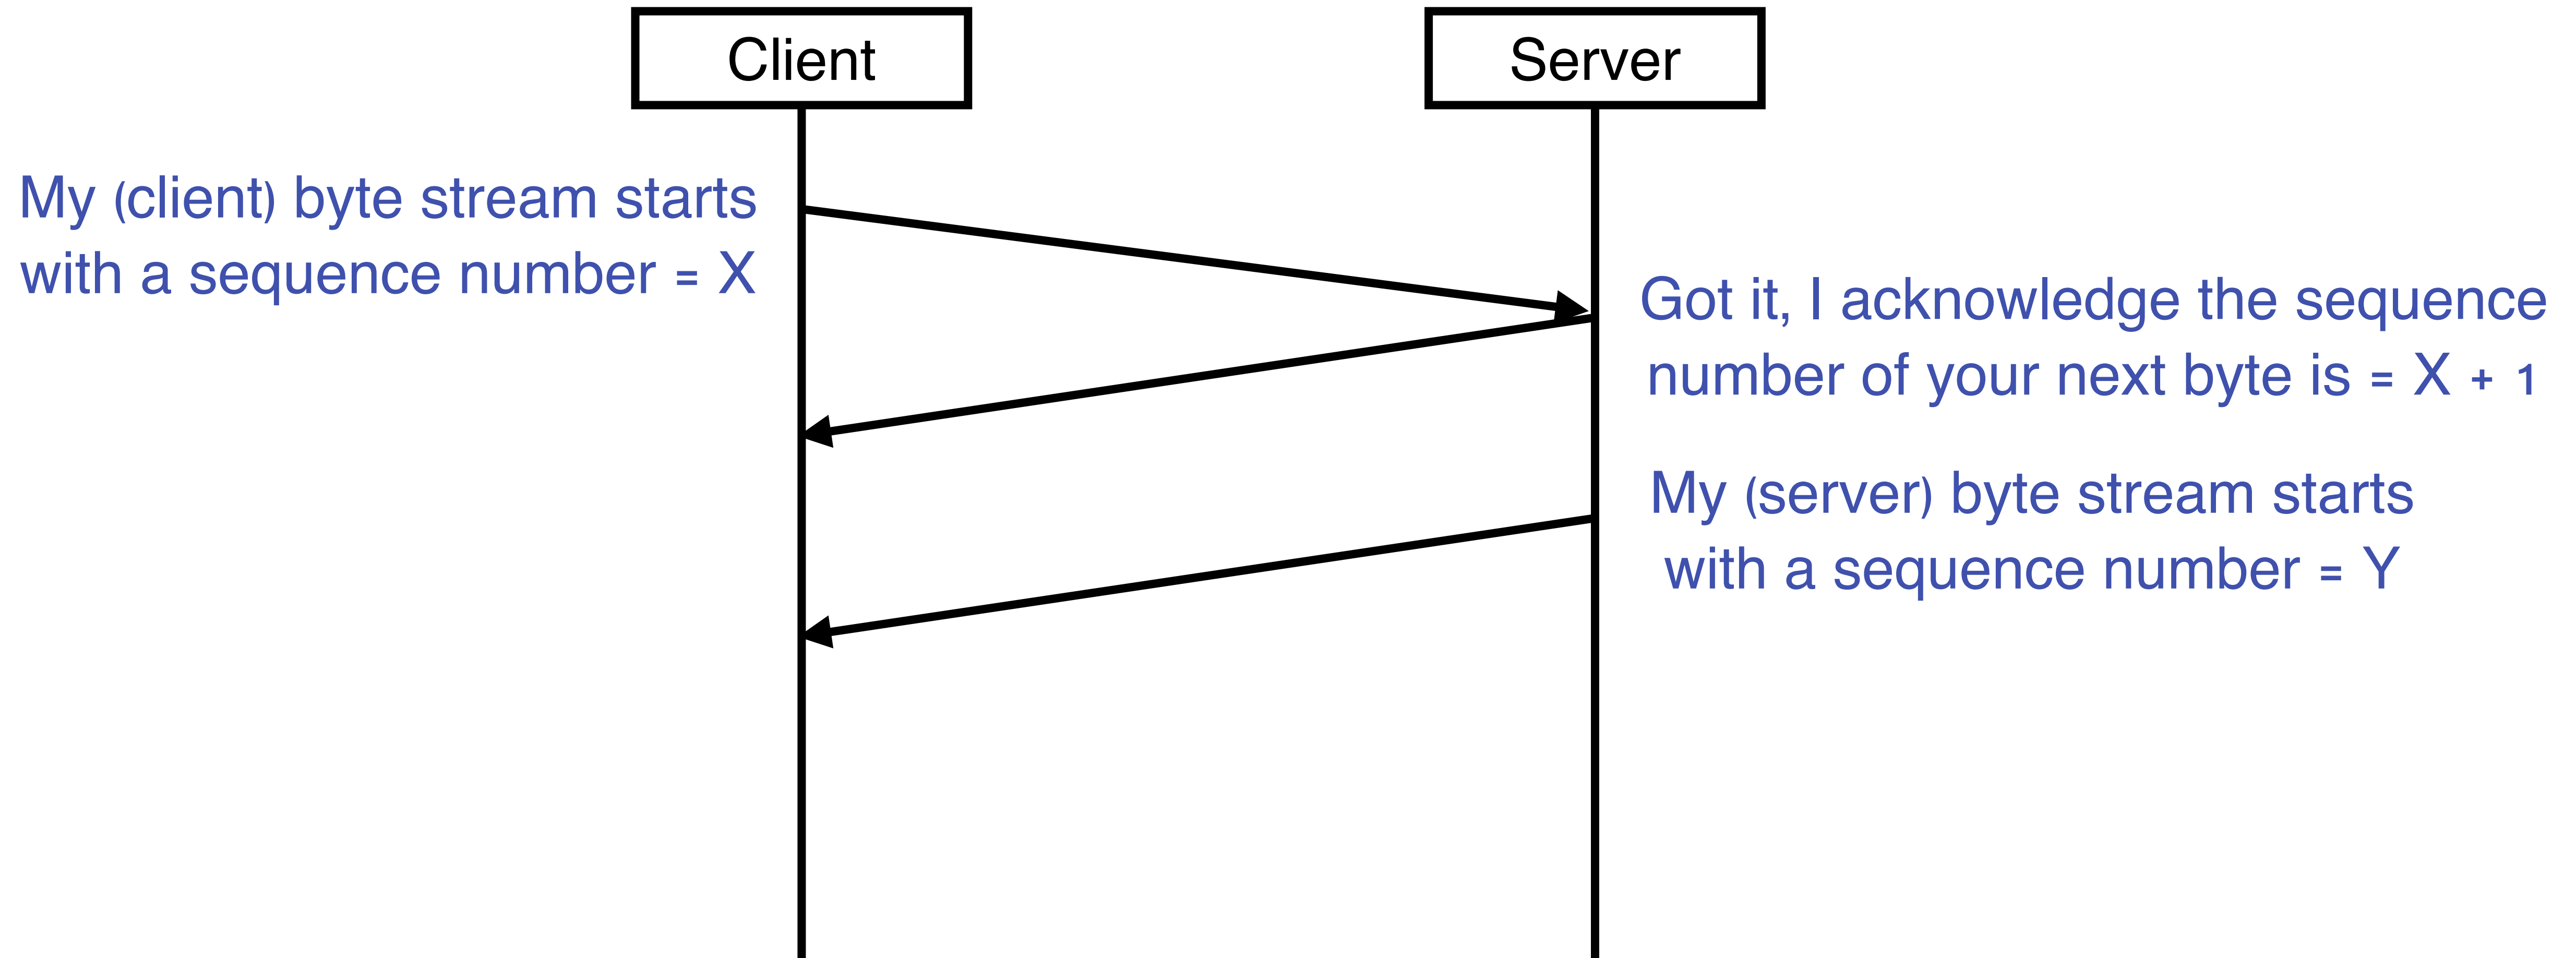 Client
Server
My (client) byte stream starts
with a sequence number = X
Got it, I acknowledge the sequence
number of your next byte is = X + 1
My (server) byte stream starts
with a sequence number = Y